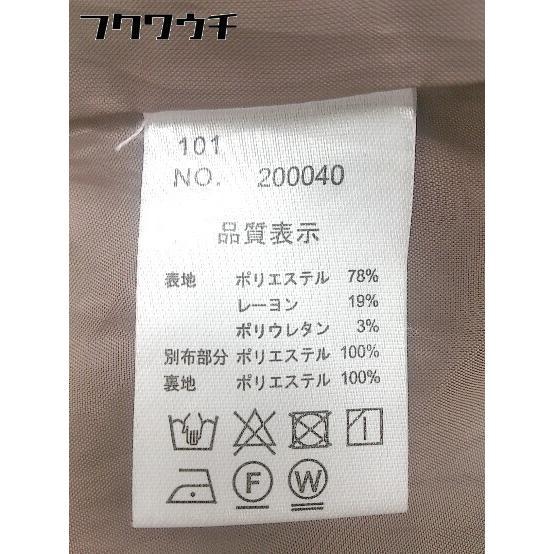 フクワウチ
101
NO. 200040
品質表示
表地 ポリエステル 78%
レーヨン 19%
ポリウレタン 3%
別布部分 ポリエステル 100%
裏地 ポリエステル 100%
F W